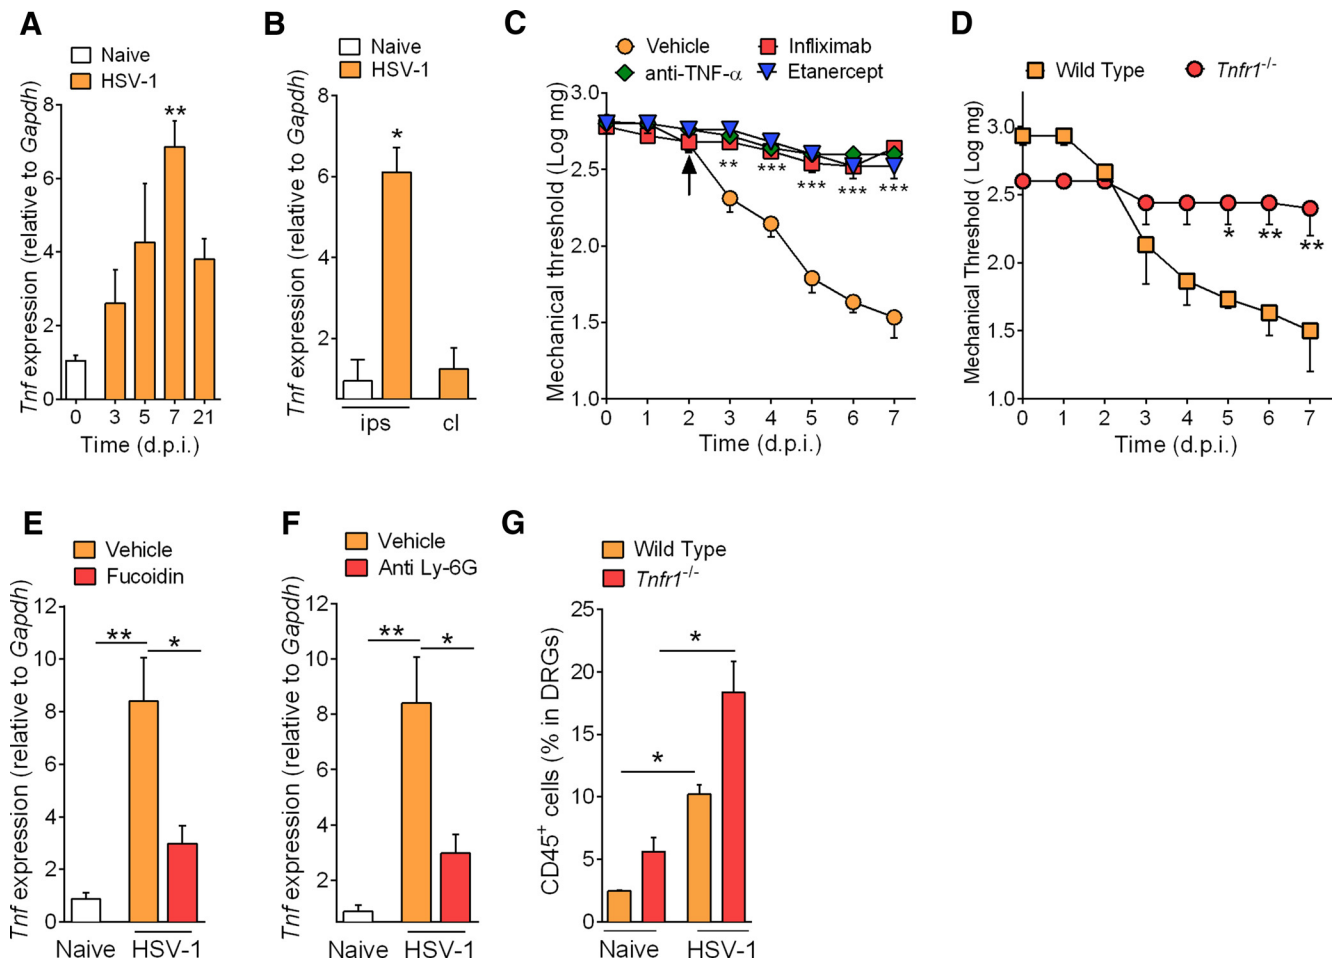 A
Naive
HSV-1
Tnf expression (relative to Gapdh)
8
6
4
2
0
**
0 3 5 7 21
Time (d.p.i.)
B
Naive
HSV-1
Tnf expression (relative to Gapdh)
8
6
4
2
*
ips cl
C
Vehicle Infliximab
anti-TNF-α Etanercept
Mechanical threshold (Log mg)
3.0
2.5
2.0
1.5
1.0
** *** *** *** ***
0 1 2 3 4 5 6 7
Time (d.p.i.)
D
Wild Type Tnfr1-/-
Mechanical Threshold ( Log mg)
3.0
2.5
2.0
1.5
1.0
* ** **
0 1 2 3 4 5 6 7
Time (d.p.i.)
E
Vehicle
Fucoidin
Tnf expression (relative to Gapdh)
12
10
8
6
4
2
0
** *
Naive HSV-1
F
Vehicle
Anti Ly-6G
Tnf expression (relative to Gapdh)
12
10
8
6
4
2
** *
Naive HSV-1
G
Wild Type
Tnfr1-/-
CD45+ cells (% in DRGs)
25
20
15
10
5
0
*
*
Naive HSV-1